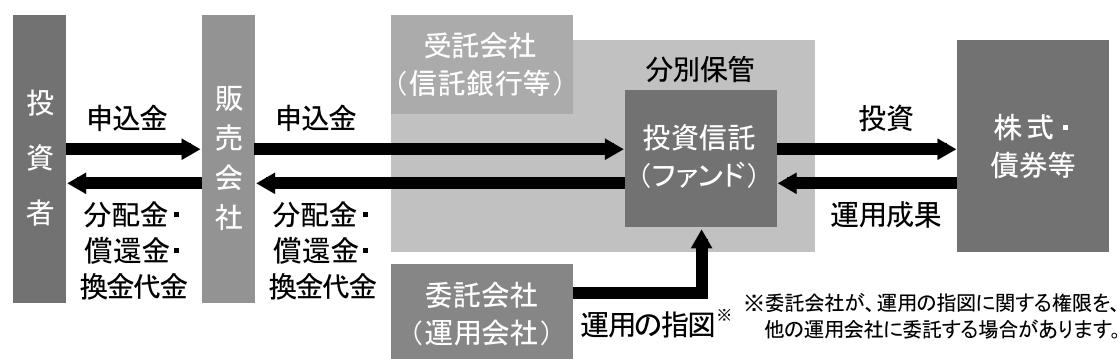 投資者
申込金
分配金・
償還金・
換金代金
販売会社
申込金
分配金・
償還金・
換金代金
受託会社
（信託銀行等）
分別保管
投資信託
（ファンド）
委託会社
（運用会社）
運用の指図※
投資
運用成果
株式・
債券等
※委託会社が、運用の指図に関する権限を、
他の運用会社に委託する場合があります。